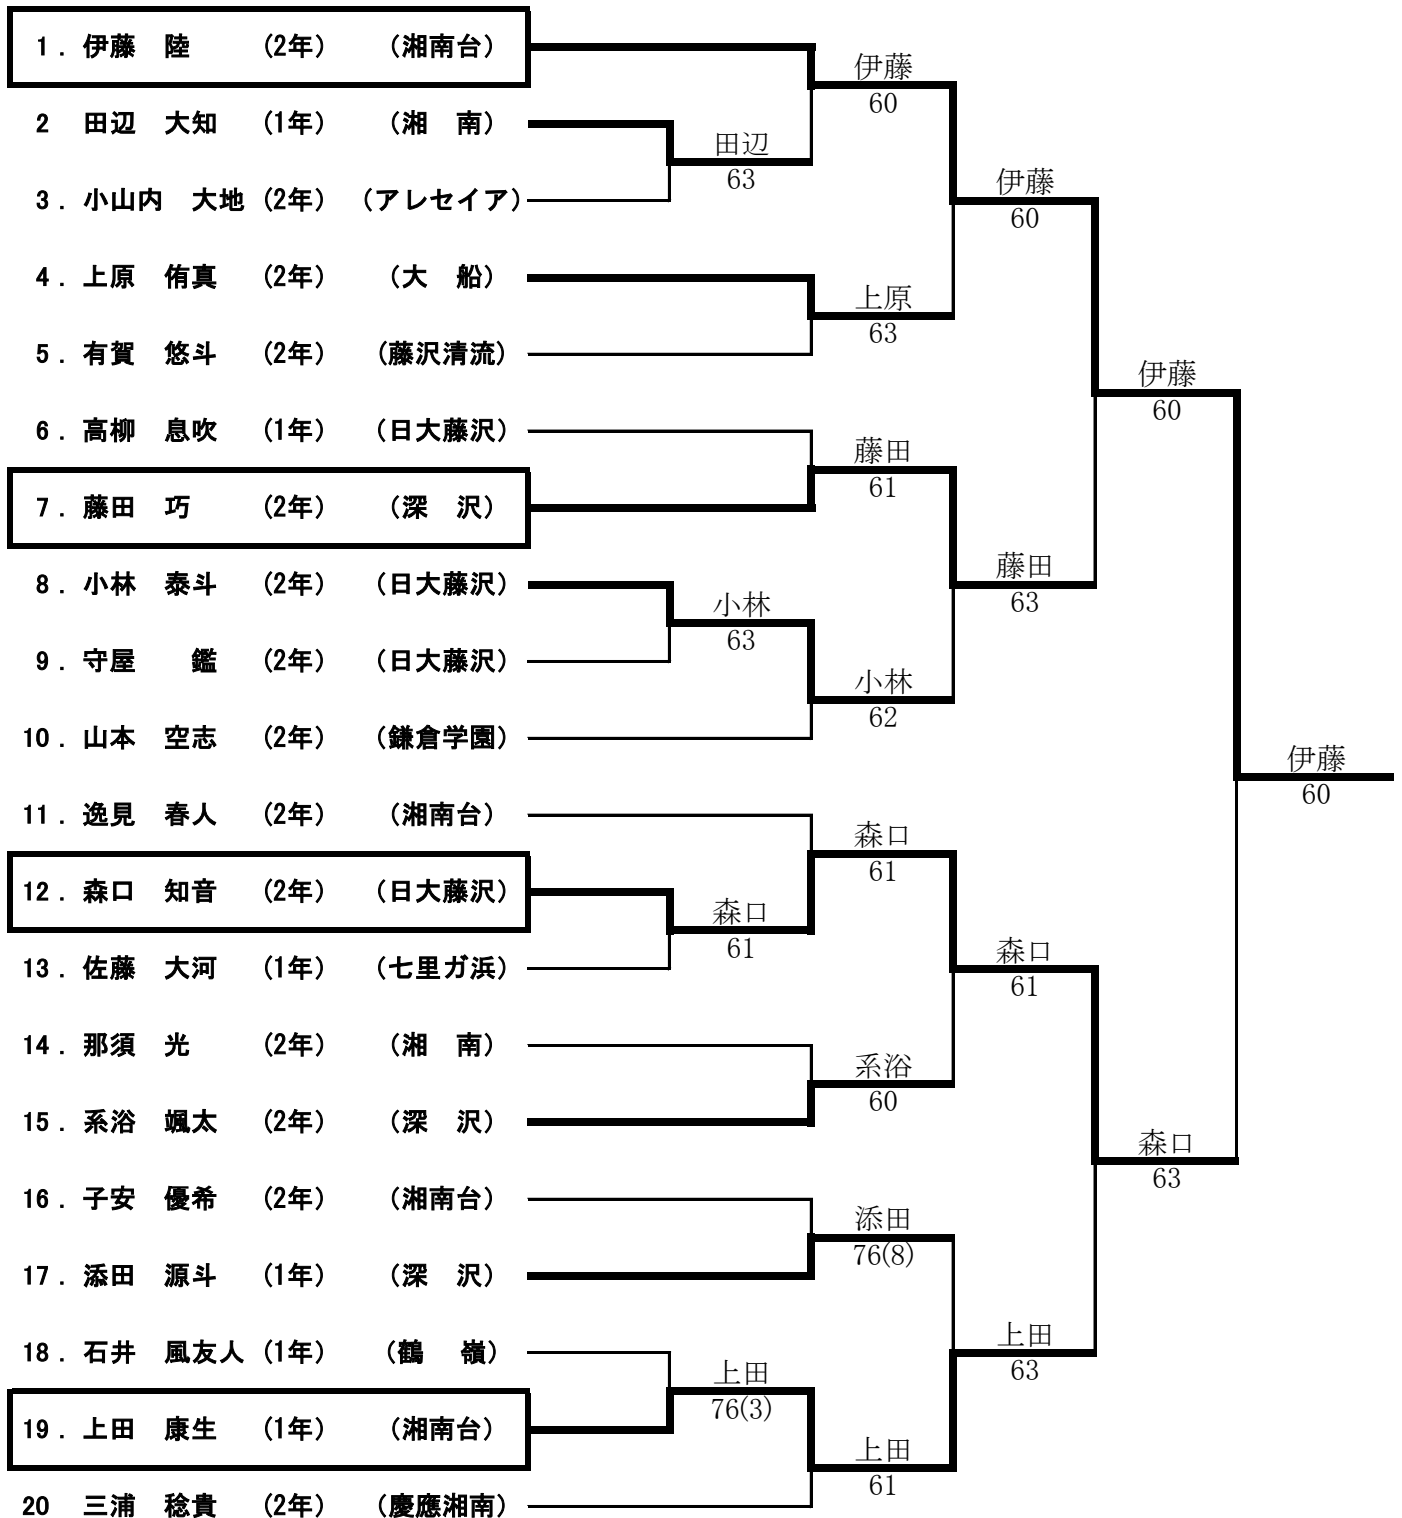 1．伊藤　陸　(2年)　（湘南台）
伊藤
60
2　田辺　大知　(1年)　（湘　南）
田辺
63
3．小山内　大地　(2年)　（アレセイア）
伊藤
60
4．上原　侑真　(2年)　（大　船）
上原
63
5．有賀　悠斗　(2年)　（藤沢清流）
伊藤
60
6．高柳　息吹　(1年)　（日大藤沢）
藤田
61
7．藤田　巧　(2年)　（深　沢）
藤田
63
8．小林　泰斗　(2年)　（日大藤沢）
小林
63
9．守屋　鑑　(2年)　（日大藤沢）
小林
62
10．山本　空志　(2年)　（鎌倉学園）
伊藤
60
11．逸見　春人　(2年)　（湘南台）
森口
61
12．森口　知音　(2年)　（日大藤沢）
森口
61
13．佐藤　大河　(1年)　（七里ガ浜）
森口
61
14．那須　光　(2年)　（湘　南）
系浴
60
15．系浴　颯太　(2年)　（深　沢）
森口
63
16．子安　優希　(2年)　（湘南台）
添田
76(8)
17．添田　源斗　(1年)　（深　沢）
上田
63
18．石井　風友人　(1年)　（鶴　嶺）
上田
76(3)
19．上田　康生　(1年)　（湘南台）
上田
61
20　三浦　稔貴　(2年)　（慶應湘南）